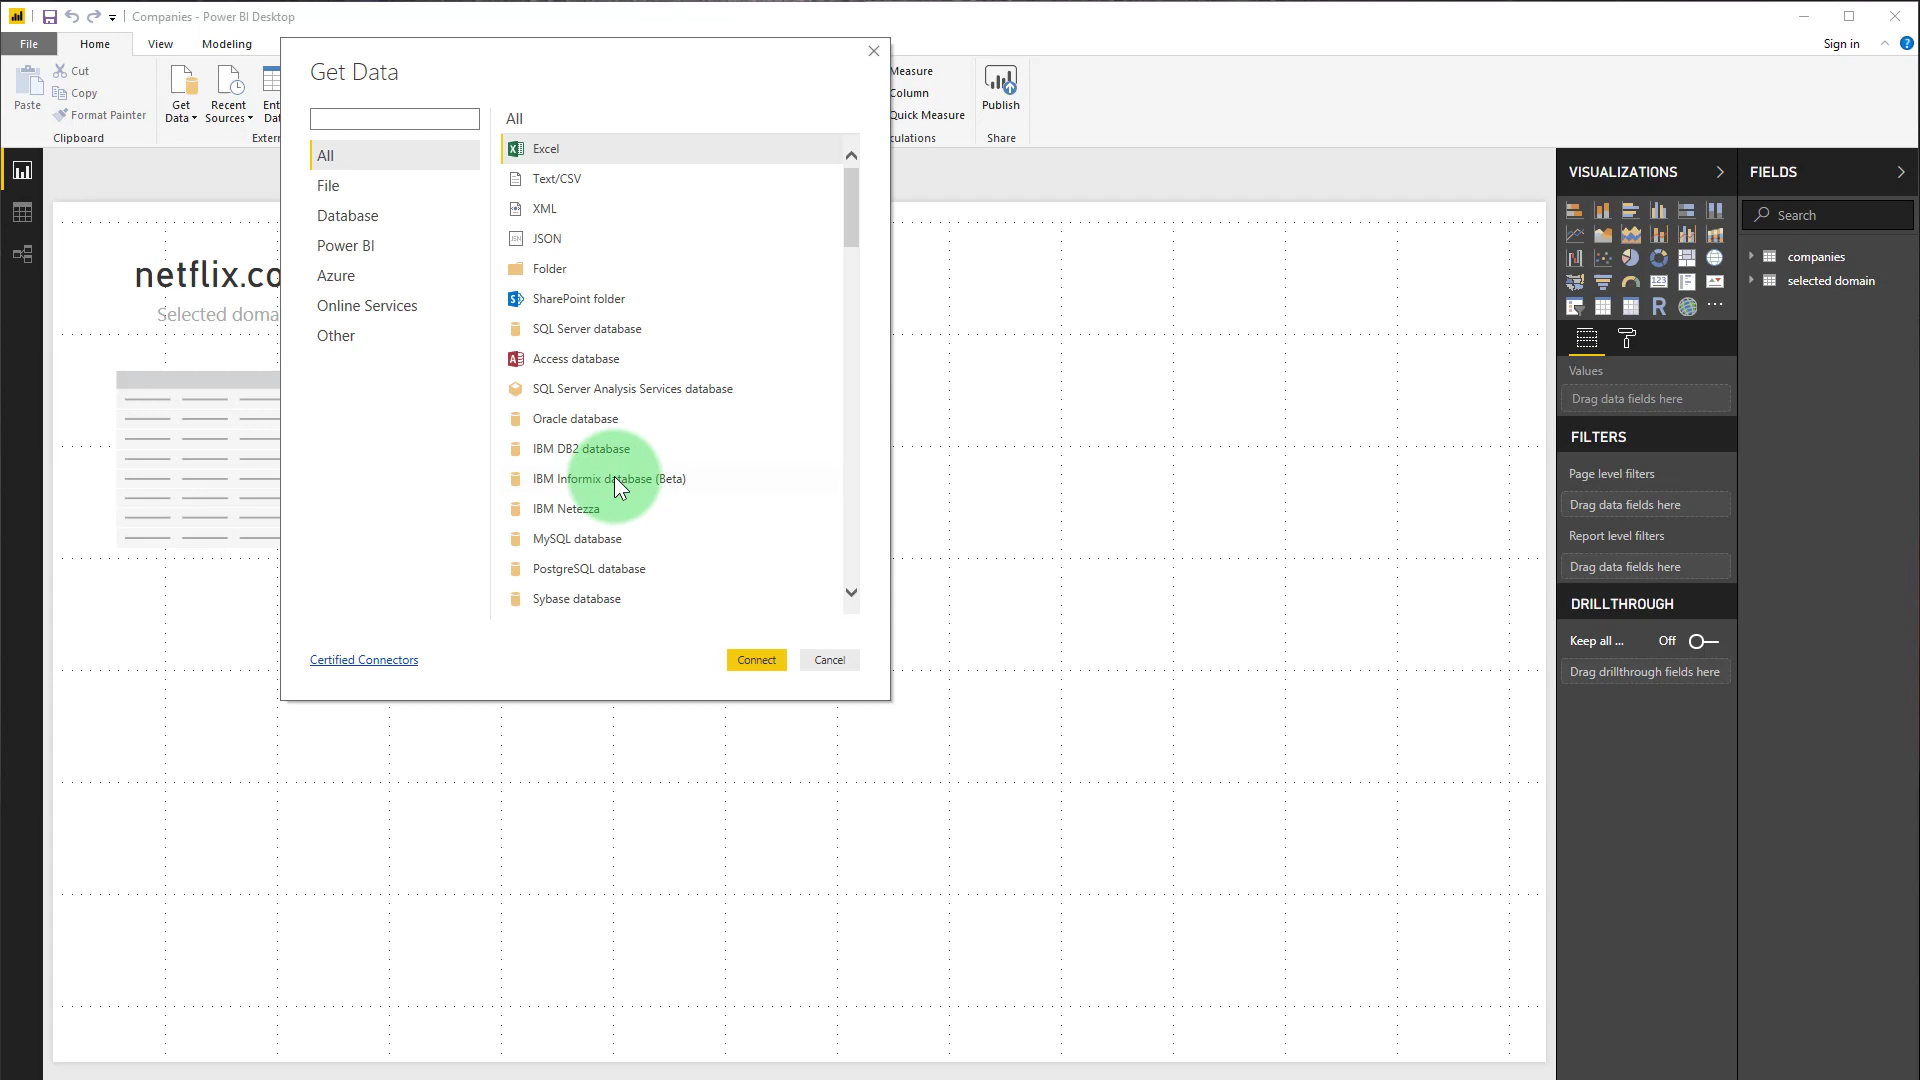 Companies - Power BI Desktop
File
Home
View
Modeling
Sign in
Paste
Cut
Copy
Format Painter
Clipboard
Get
Data
Recent
Sources
Measure
Column
Quick Measure
Publish
Share
Get Data
All
File
Database
Power BI
Azure
Online Services
Other
All
Excel
Text/CSV
XML
JSON
Folder
SharePoint folder
SQL Server database
Access database
SQL Server Analysis Services database
Oracle database
IBM DB2 database
IBM Informix database (Beta)
IBM Netezza
MySQL database
PostgreSQL database
Sybase database
Certified Connectors
Connect
Cancel
netflix.co
Selected doma
VISUALIZATIONS
Values
Drag data fields here
FILTERS
Page level filters
Drag data fields here
Report level filters
Drag data fields here
DRILLTHROUGH
Keep all ...
Off
Drag drillthrough fields here
FIELDS
Search
companies
selected domain